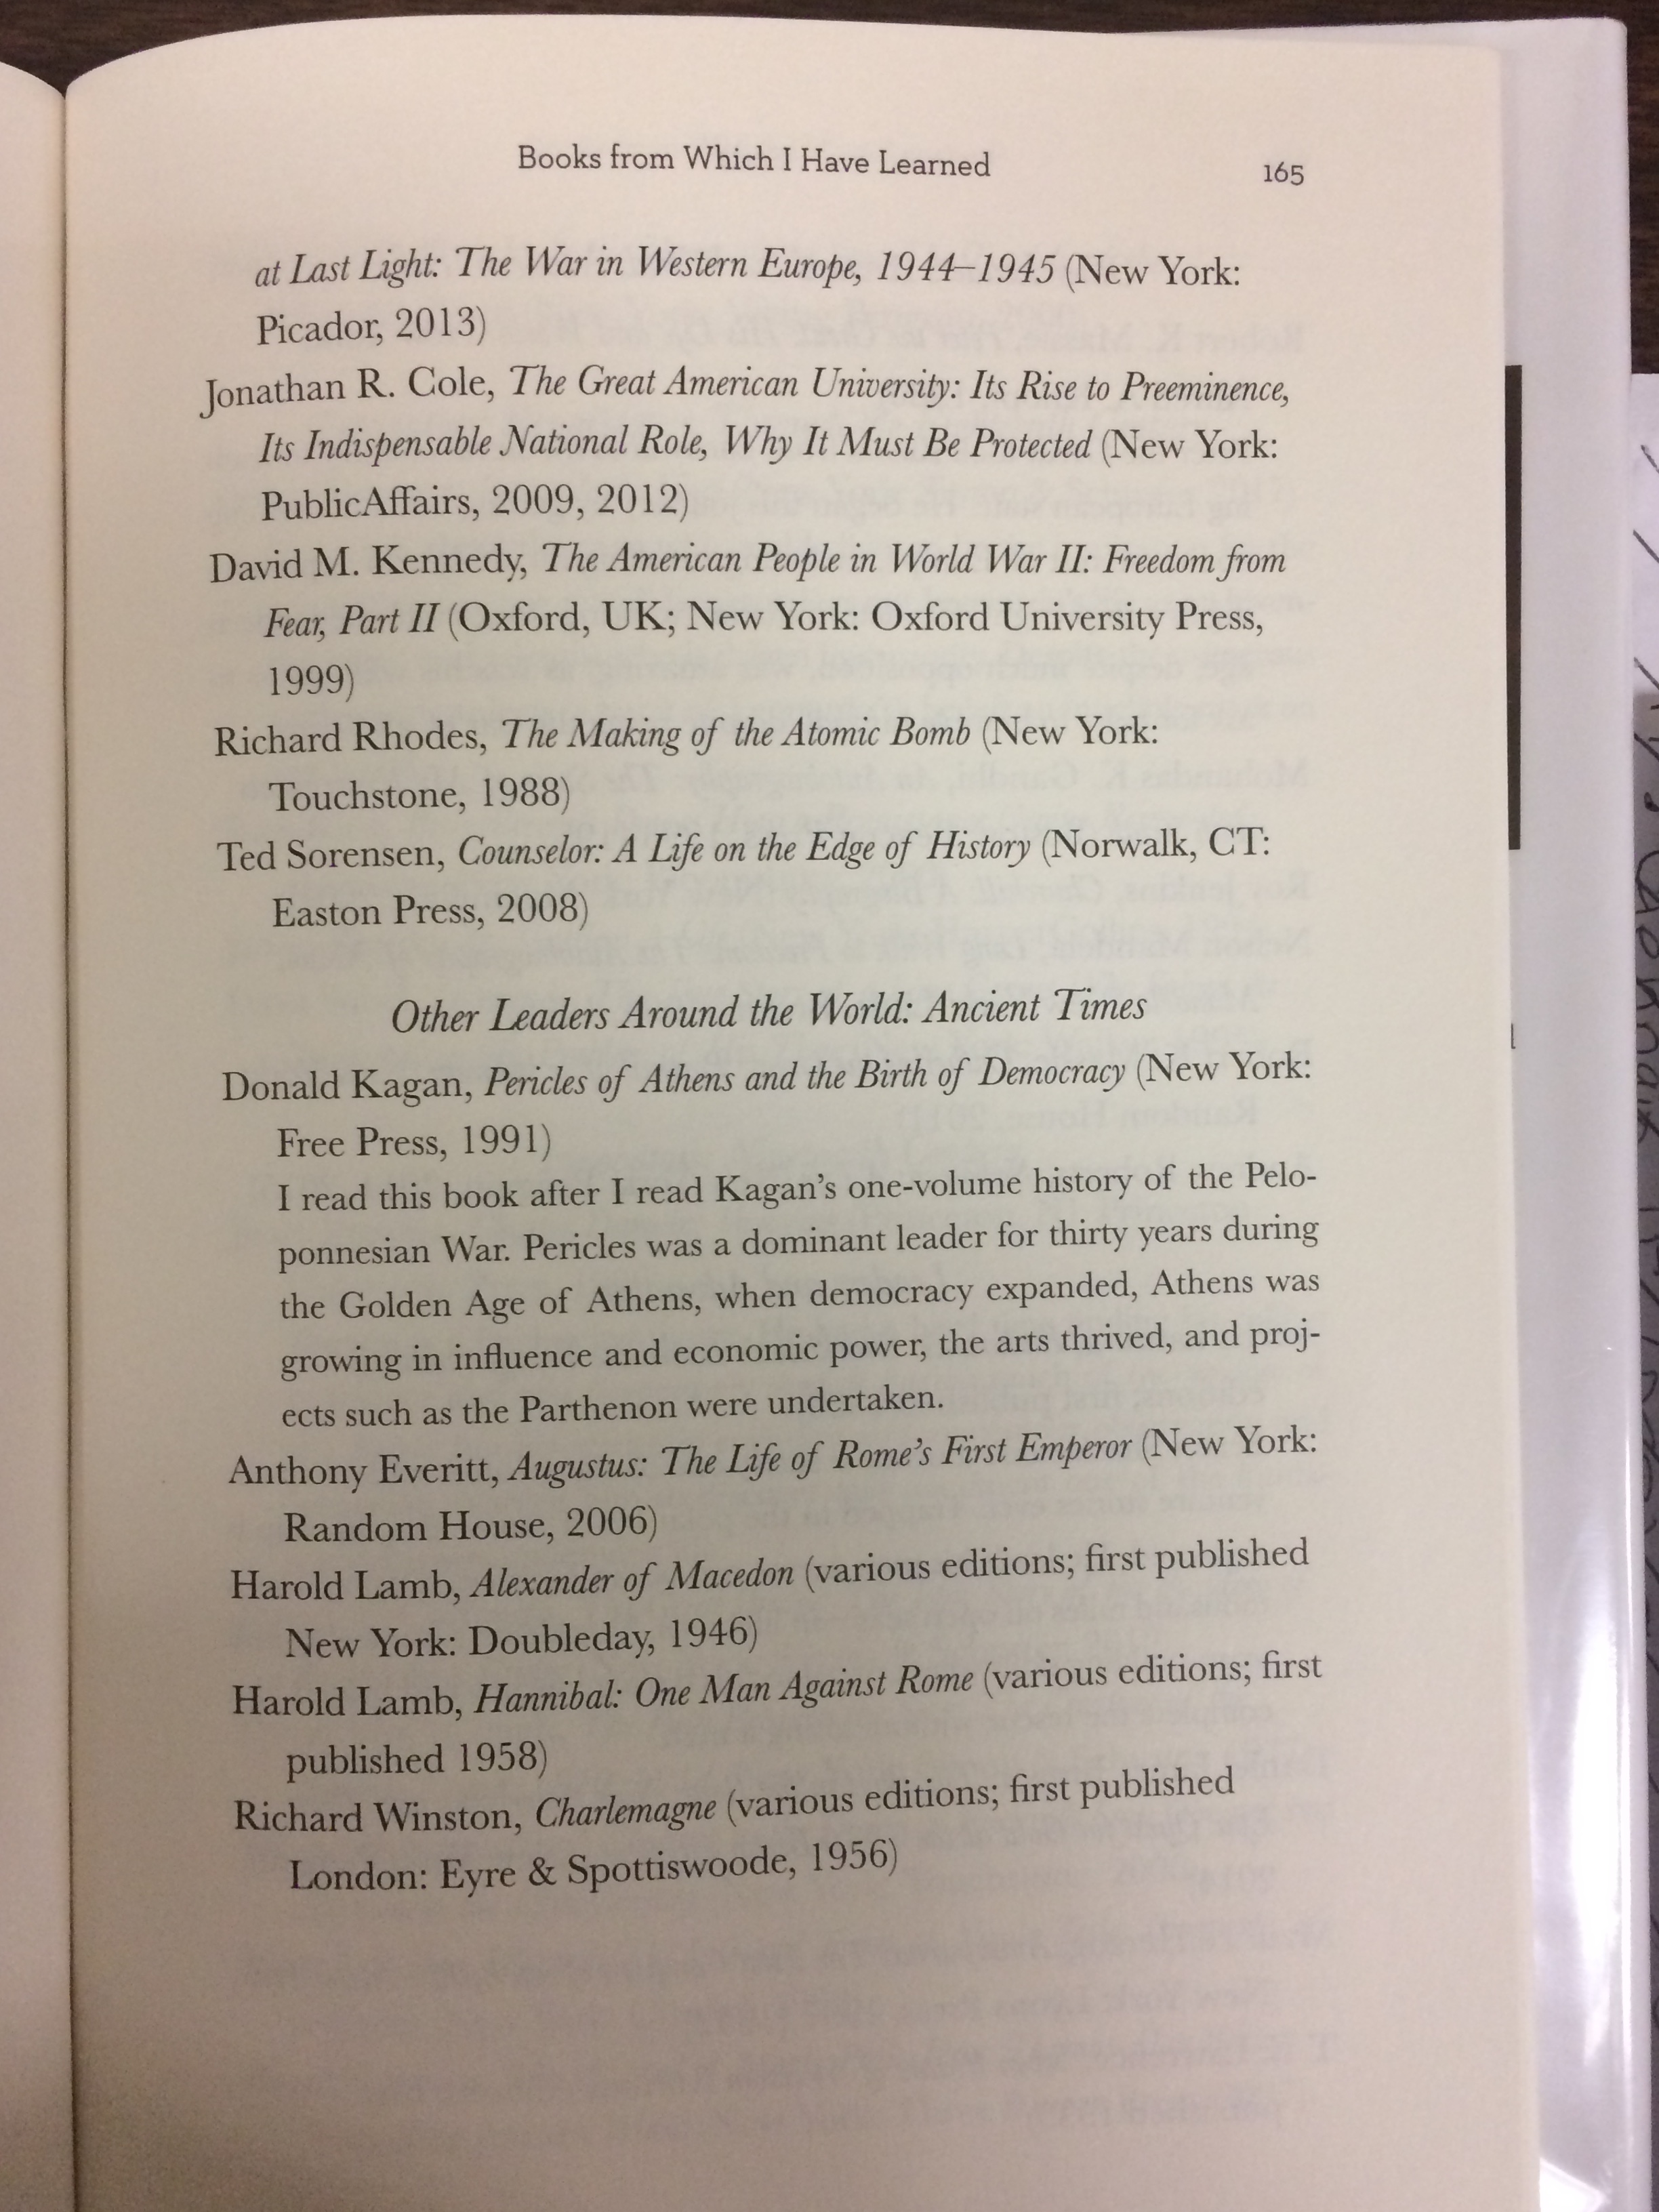 Books from Which I Have Learned 165
at Last Light: The War in Western Europe, 1944–1945 (New York:
Picador, 2013)
Jonathan R. Cole, The Great American University: Its Rise to Preeminence,
Its Indispensable National Role, Why It Must Be Protected (New York:
PublicAffairs, 2009, 2012)
David M. Kennedy, The American People in World War II: Freedom from
Fear, Part II (Oxford, UK; New York: Oxford University Press,
1999)
Richard Rhodes, The Making of the Atomic Bomb (New York:
Touchstone, 1988)
Ted Sorensen, Counselor: A Life on the Edge of History (Norwalk, CT:
Easton Press, 2008)
Other Leaders Around the World: Ancient Times
Donald Kagan, Pericles of Athens and the Birth of Democracy (New York:
Free Press, 1991)
I read this book after I read Kagan’s one-volume history of the Pelo-
ponnesian War. Pericles was a dominant leader for thirty years during
the Golden Age of Athens, when democracy expanded, Athens was
growing in influence and economic power, the arts thrived, and proj-
ects such as the Parthenon were undertaken.
Anthony Everitt, Augustus: The Life of Rome’s First Emperor (New York:
Random House, 2006)
Harold Lamb, Alexander of Macedon (various editions; first published
New York: Doubleday, 1946)
Harold Lamb, Hannibal: One Man Against Rome (various editions; first
published 1958)
Richard Winston, Charlemagne (various editions; first published
London: Eyre & Spottiswoode, 1956)